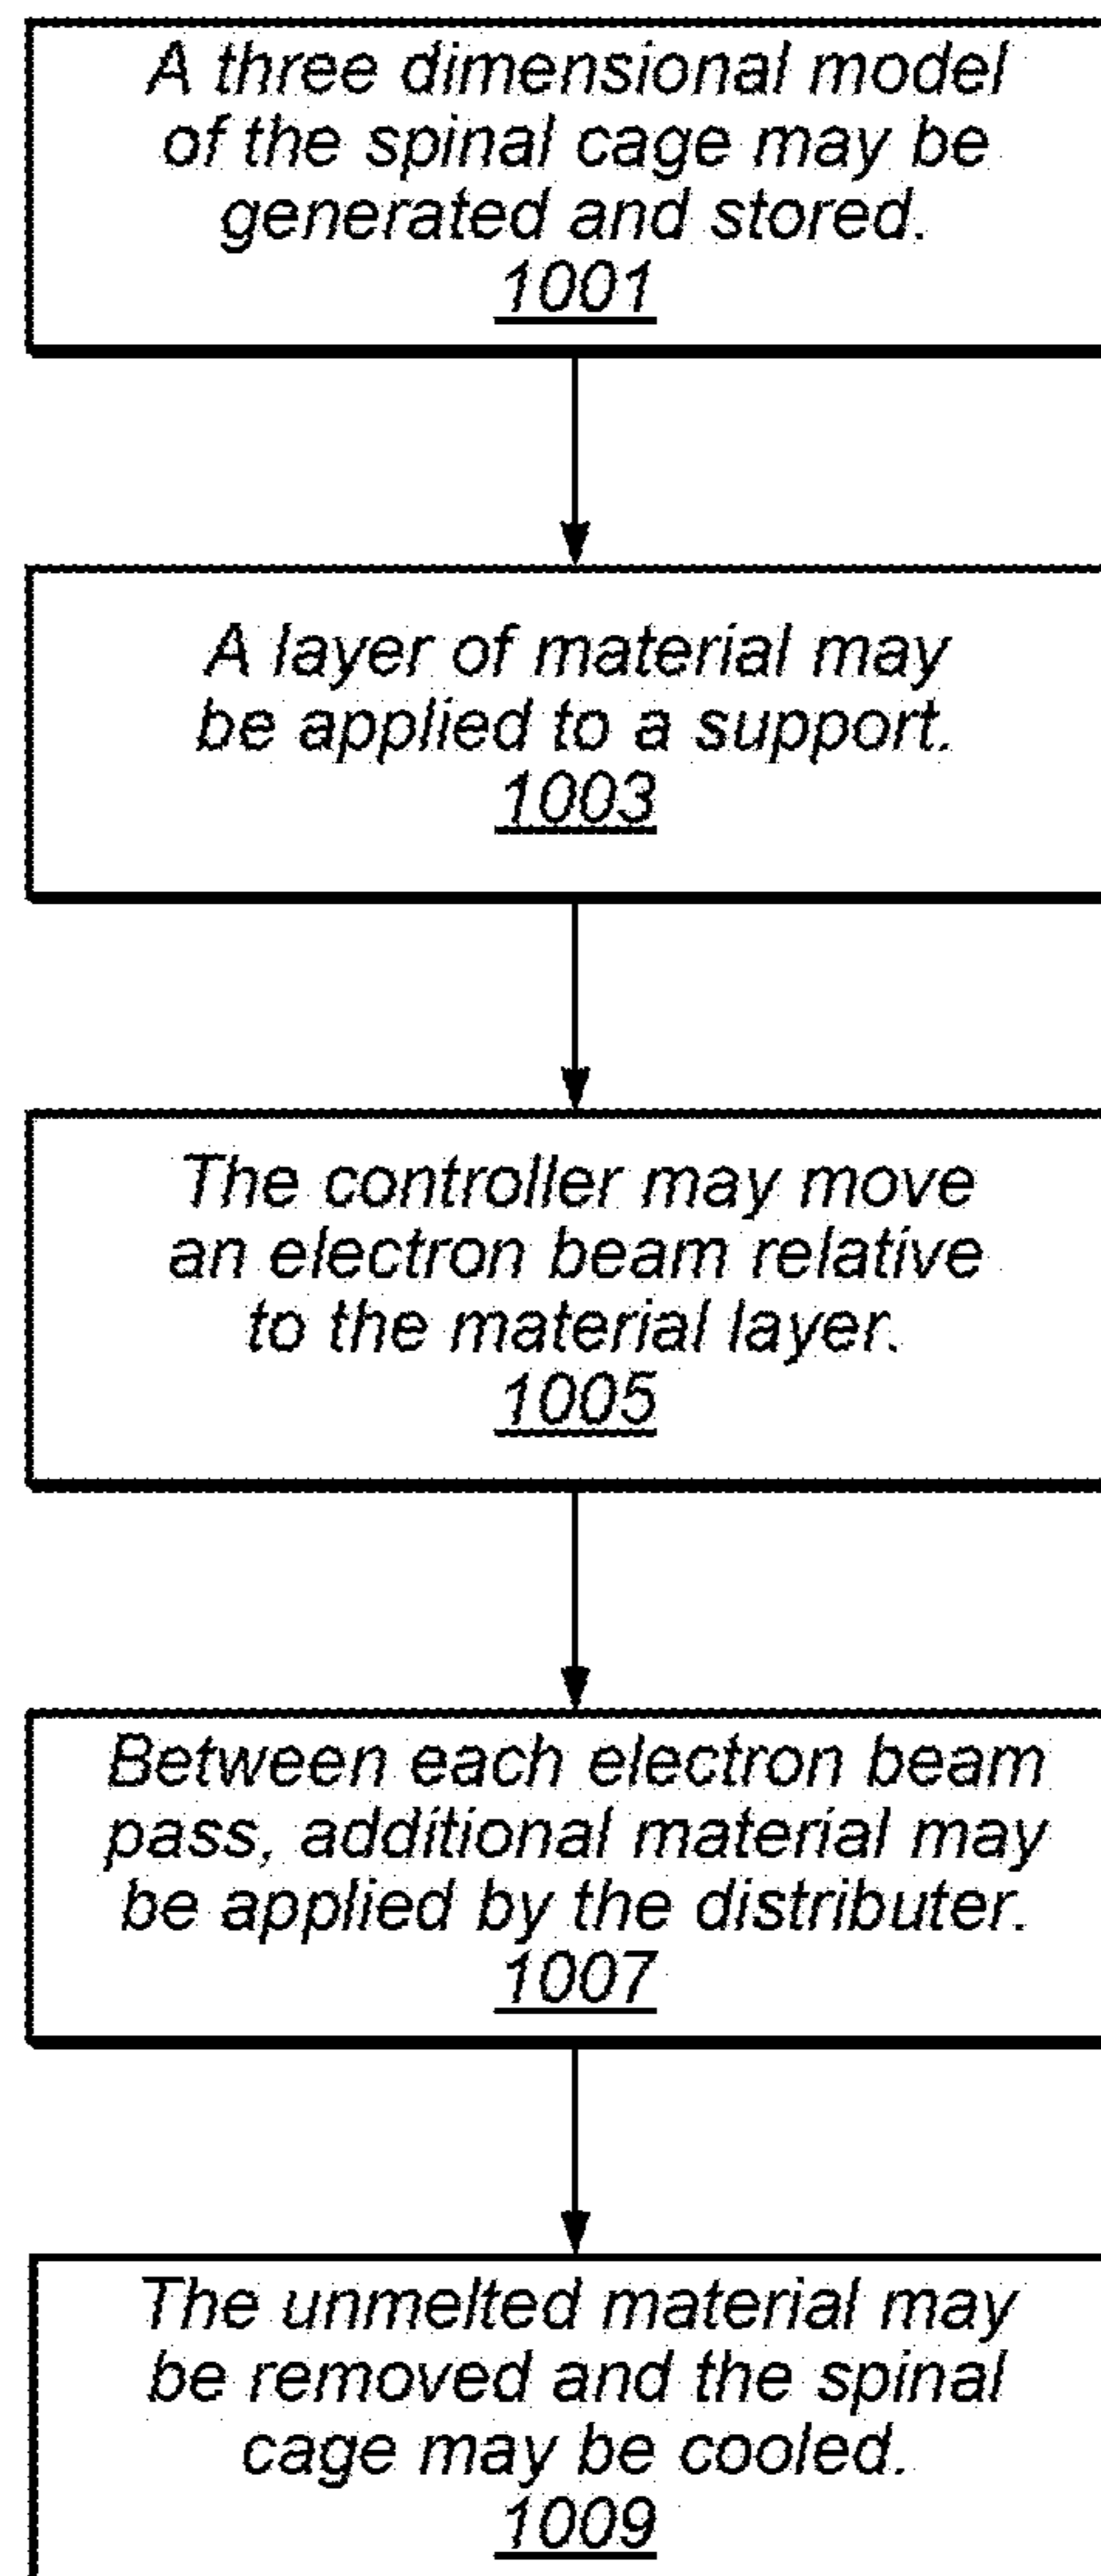 A three dimensional model
of the spinal cage may be
generated and stored.
1001
A layer of material may
be applied to a support.
1003
The controller may move
an electron beam relative
to the material layer.
1005
Between each electron beam
pass, additional material may
be applied by the distributer.
1007
The unmelted material may
be removed and the spinal
cage may be cooled.
1009